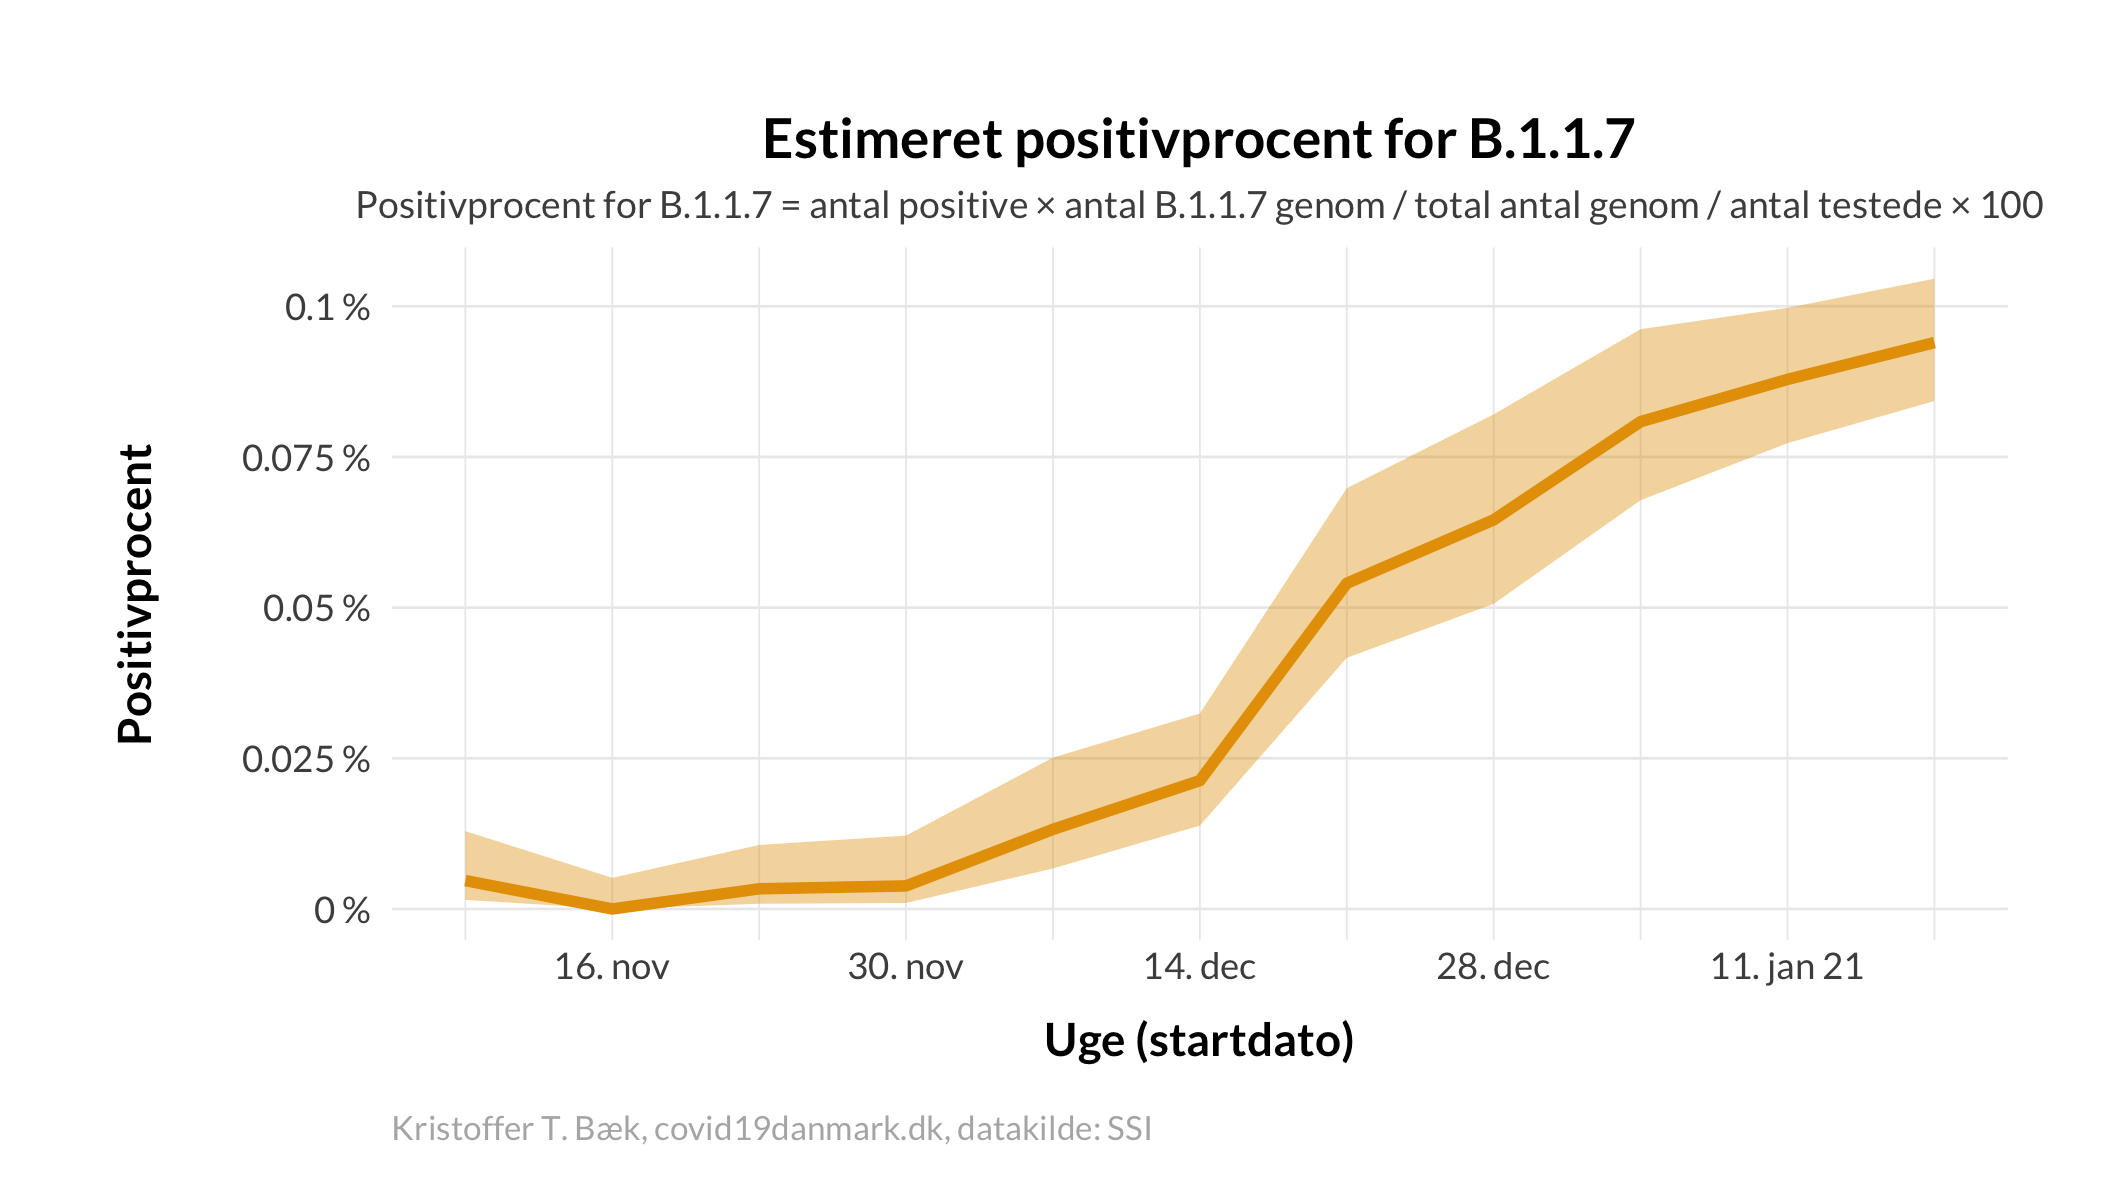 Estimeret positivprocent for B.1.1.7
Positivprocent for B.1.1.7 = antal positive × antal B.1.1.7 genom / total antal genom / antal testede × 100
Positivprocent
0.1 %
0.075 %
0.05 %
0.025 %
0 %
16. nov
30. nov
14. dec
28. dec
11. jan 21
Uge (startdato)
Kristoffer T. Bæk, covid19danmark.dk, datakilde: SSI